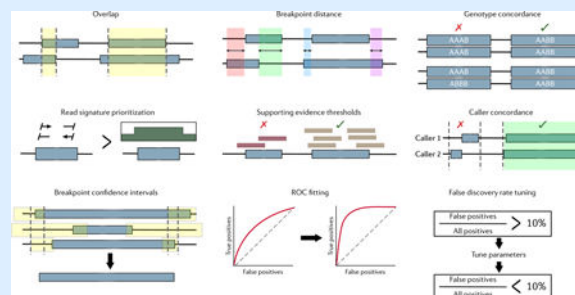 Overlap
Breakpoint distance
Genotype concordance
AAAB
AABB
AAAB
AABB
AAAB
AABB
ABBB
AABB
Read signature prioritization
Supporting evidence thresholds
Caller concordance
Caller 1
Caller 2
Breakpoint confidence intervals
ROC fitting
True positives
False positives
True positives
False positives
False discovery rate tuning
False positives
All positives
> 10%
Tune parameters
False positives
All positives
< 10%